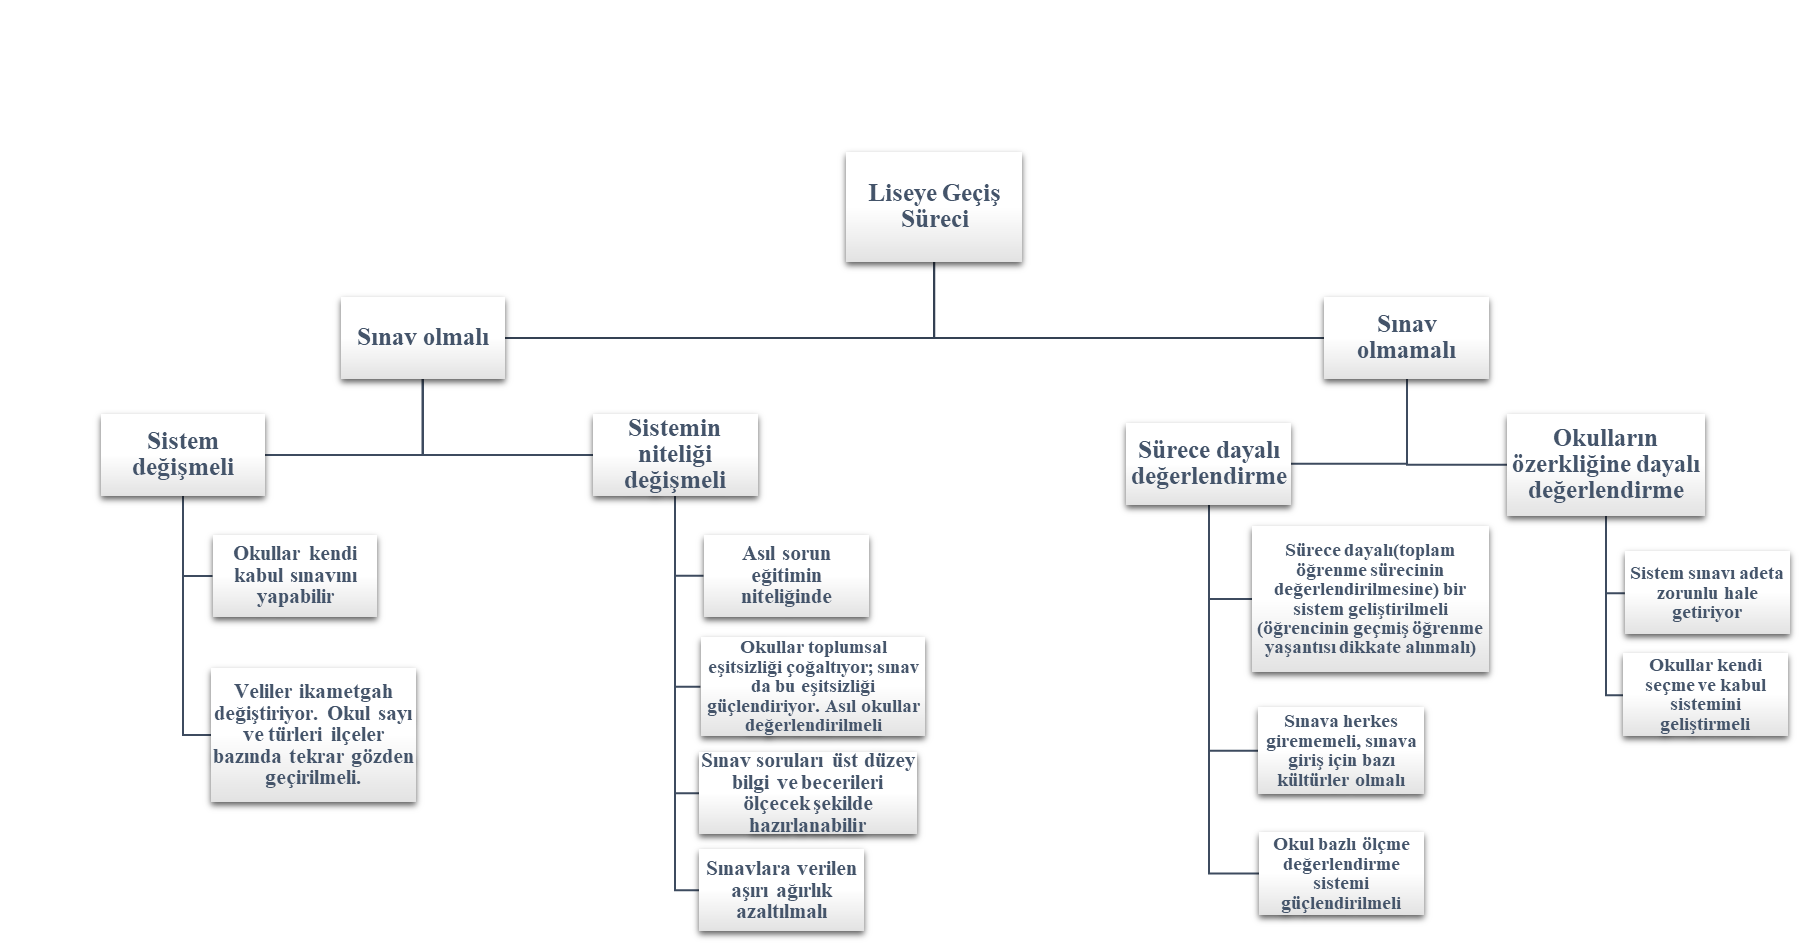 Liseye Geçiş
Süreci
Sınav olmalı
Sınav
olmamalı
Sistem
değişmeli
Sistemin
niteliği
değişmeli
Sürece dayalı
değerlendirme
Okulların
özerkliğine dayalı
değerlendirme
Okullar kendi
kabul sınavını
yapabilir
Veliler ikametgah
değiştiriyor. Okul sayı
ve türleri ilçeler
bazında tekrar gözden
geçirilmeli.
Asıl sorun
eğitimin
niteliğinde
Okullar toplumsal
eşitsizliği çoğaltıyor; sınav
da bu eşitsizliği
güçlendiriyor. Asıl okullar
değerlendirilmeli
Sınav soruları üst düzey
bilgi ve becerileri
ölçecek şekilde
hazırlanabilir
Sınavlara verilen
aşırı ağırlık
azaltılmalı
Sürece dayalı(toplam
öğrenme sürecinin
değerlendirilmesine) bir
sistem geliştirilmeli
(öğrencinin geçmiş öğrenme
yaşantısı dikkate alınmalı)
Sınava herkes
girememeli, sınava
giriş için bazı
kültürler olmalı
Okul bazlı ölçme
değerlendirme
sistemi
güçlendirilmeli
Sistem sınavı adeta
zorunlu hale
getiriyor
Okullar kendi
seçme ve kabul
sistemini
geliştirmeli